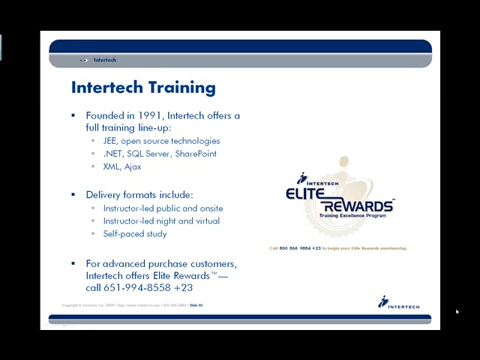 Intertech
Intertech Training
Founded in 1991, Intertech offers a
full training line-up:
JEE, open source technologies
.NET, SQL Server, SharePoint
XML, Ajax
Delivery formats include:
Instructor-led public and onsite
Instructor-led night and virtual
Self-paced study
For advanced purchase customers,
Intertech offers Elite Rewards™—
call 651-994-8558 +23
INTERTECH
ELITE
REWARDS™
Training Excellence Program
Call 800 866 9884 +23 to begin your Elite Rewards membership.
INTERTECH